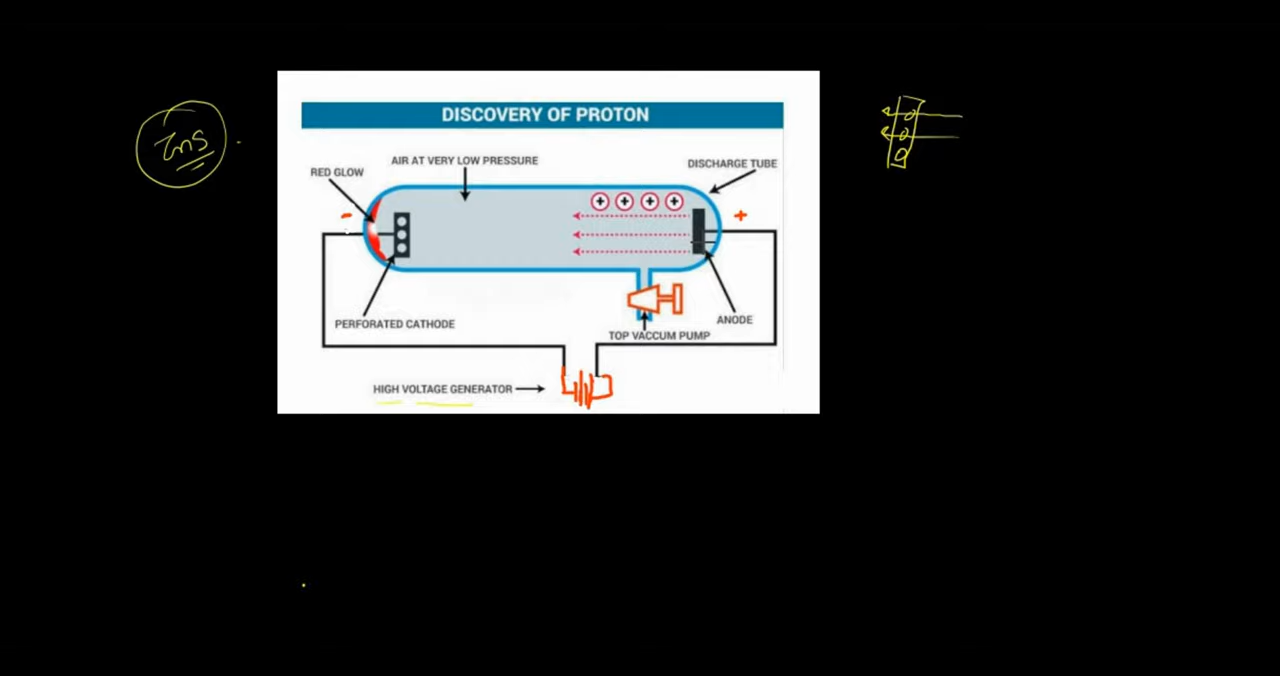 DISCOVERY OF PROTON
AIR AT VERY LOW PRESSURE
DISCHARGE TUBE
RED GLOW
ZnS
-
+
+ + + +
PERFORATED CATHODE
ANODE
TOP VACCUM PUMP
HIGH VOLTAGE GENERATOR